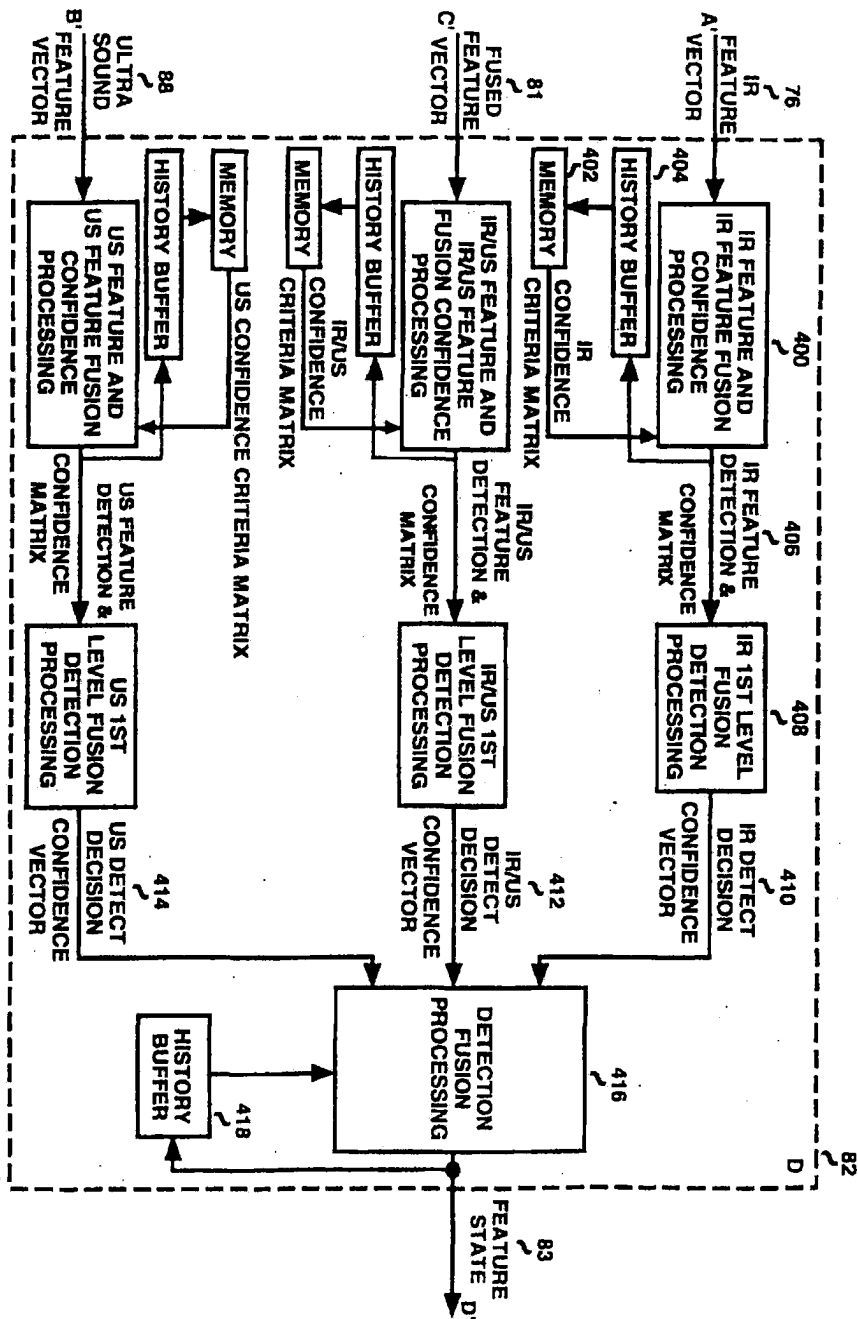 82
D
76
IR
FEATURE
VECTOR
A'
400
IR FEATURE AND
IR FEATURE FUSION
CONFIDENCE
PROCESSING
404
HISTORY BUFFER
402
MEMORY
IR
CONFIDENCE
CRITERIA MATRIX
406
IR FEATURE
DETECTION &
CONFIDENCE
MATRIX
408
IR 1ST LEVEL
FUSION
DETECTION
PROCESSING
410
IR DETECT
DECISION
CONFIDENCE
VECTOR
81
FUSED
FEATURE
VECTOR
C'
IR/US FEATURE AND
IR/US FEATURE
FUSION CONFIDENCE
PROCESSING
HISTORY BUFFER
MEMORY
IR/US
CONFIDENCE
CRITERIA MATRIX
IR/US
FEATURE
DETECTION &
CONFIDENCE
MATRIX
IR/US 1ST
LEVEL FUSION
DETECTION
PROCESSING
412
IR/US
DETECT
DECISION
CONFIDENCE
VECTOR
88
ULTRA
SOUND
FEATURE
VECTOR
B'
MEMORY
US CONFIDENCE CRITERIA MATRIX
HISTORY BUFFER
US FEATURE AND
US FEATURE FUSION
CONFIDENCE
PROCESSING
US FEATURE
DETECTION &
CONFIDENCE
MATRIX
US 1ST
LEVEL FUSION
DETECTION
PROCESSING
414
US DETECT
DECISION
CONFIDENCE
VECTOR
416
DETECTION
FUSION
PROCESSING
HISTORY
BUFFER
418
83
FEATURE
STATE
D'